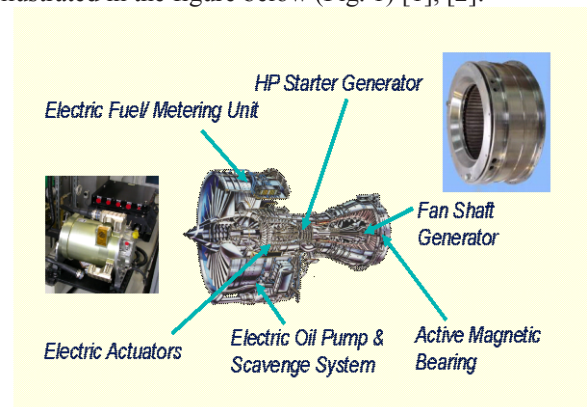 llustrated in the figure below (Fig. 1) [1], [2].
HP Starter Generator
Electric Fuel/ Metering Unit
Fan Shaft
Generator
Electric Actuators
Electric Oil Pump &
Scavenge System
Active Magnetic
Bearing